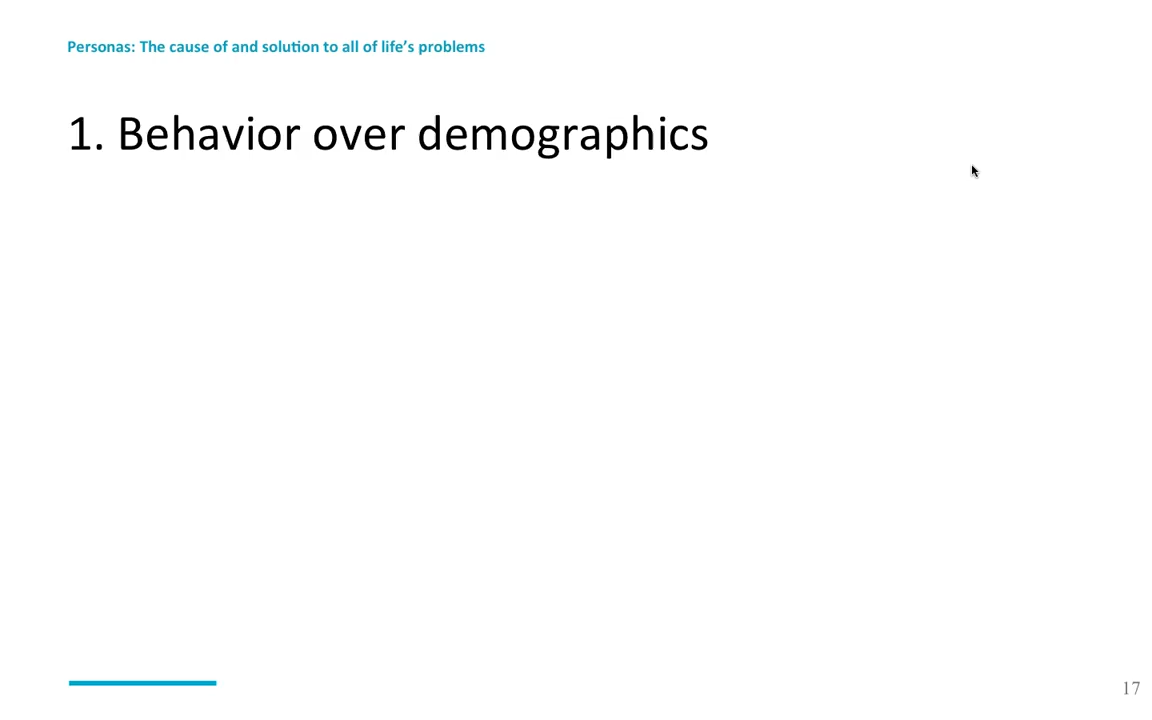 Personas: The cause of and solution to all of life’s problems
1. Behavior over demographics
17